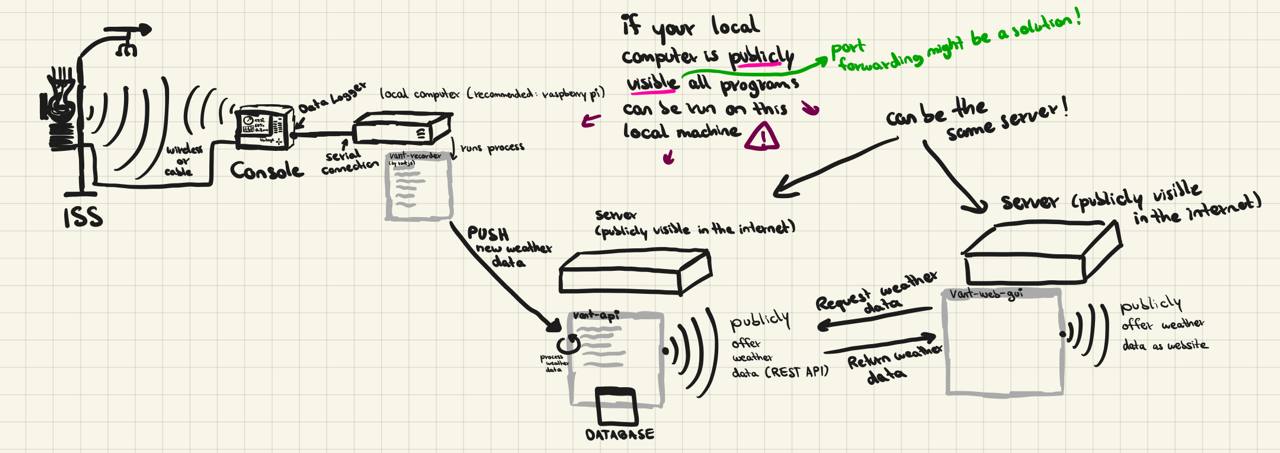 if your local
computer is publicly
visible all programs
can be run on this
local machine
!
port
forwarding might be a solution!
can be the
same server!
Data Logger
local computer (recommended: raspberry pi)
wireless
or
cable
Console
serial
connection
runs process
vant-recorder
ISS
PUSH
new weather
data
server
(publicly visible in the internet)
vant-api
process
weather
data
DATABASE
publicly
offer
weather
data (REST API)
Request weather
data
Return weather
data
server (publicly visible
in the internet)
vant-web-gui
publicly
offer weather
data as website